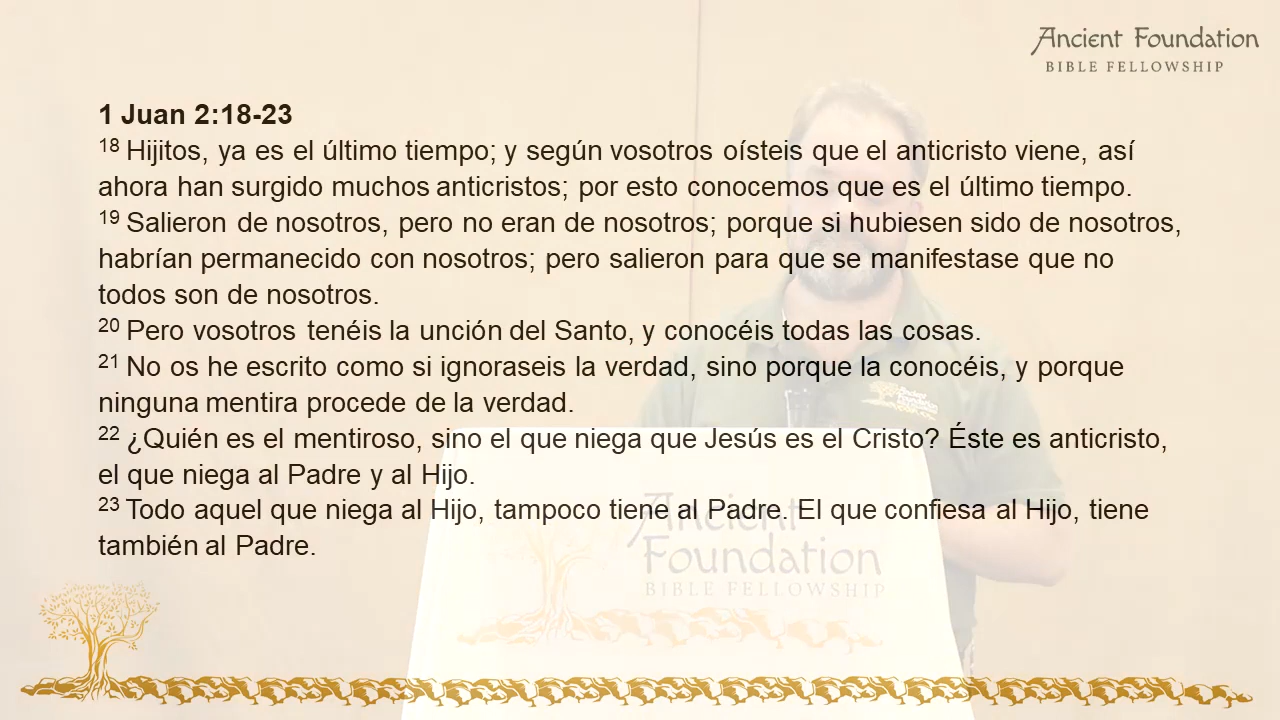 Ancient Foundation
BIBLE FELLOWSHIP
1 Juan 2:18-23
18 Hijitos, ya es el último tiempo; y según vosotros oísteis que el anticristo viene, así
ahora han surgido muchos anticristos; por esto conocemos que es el último tiempo.
19 Salieron de nosotros, pero no eran de nosotros; porque si hubiesen sido de nosotros,
habrían permanecido con nosotros; pero salieron para que se manifestase que no
todos son de nosotros.
20 Pero vosotros tenéis la unción del Santo, y conocéis todas las cosas.
21 No os he escrito como si ignoraseis la verdad, sino porque la conocéis, y porque
ninguna mentira procede de la verdad.
22 ¿Quién es el mentiroso, sino el que niega que Jesús es el Cristo? Éste es anticristo,
el que niega al Padre y al Hijo.
23 Todo aquel que niega al Hijo, tampoco tiene al Padre. El que confiesa al Hijo, tiene
también al Padre.
Ancient
Foundation
Ancient
Foundation
BIBLE FELLOWSHIP